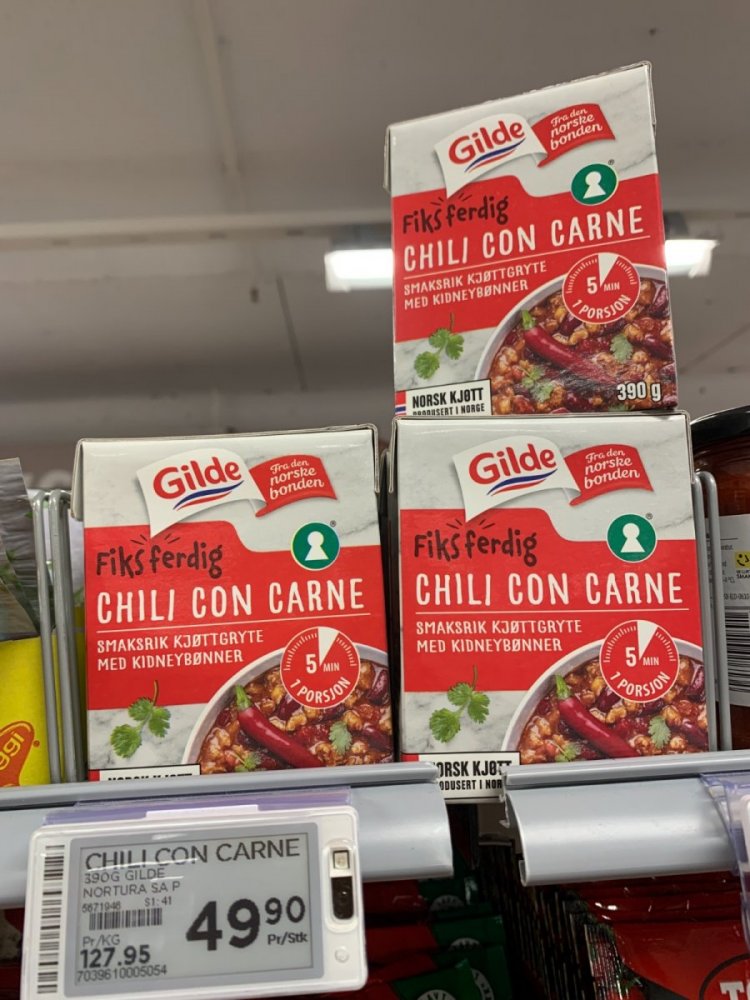 Gilde
Fra den
norske
bonden
Fiks ferdig
CHILI CON CARNE
SMAKSRIK KJØTTGRYTE
MED KIDNEYBØNNER
5 MIN
1 PORSJON
NORSK KJØTT
PRODUSERT I NORGE
390 g
Gilde
Fra den
norske
bonden
Fiks ferdig
CHILI CON CARNE
SMAKSRIK KJØTTGRYTE
MED KIDNEYBØNNER
5 MIN
1 PORSJON
Gilde
Fra den
norske
bonden
Fiks ferdig
CHILI CON CARNE
SMAKSRIK KJØTTGRYTE
MED KIDNEYBØNNER
5 MIN
1 PORSJON
ORSK KJØTT
ODUSERT I NOR
CHILI CON CARNE
390G GILDE
NORTURA SA P
5671946 S1: 41
49 90
Pr/Stk
Pr/KG
127.95
7039610005054